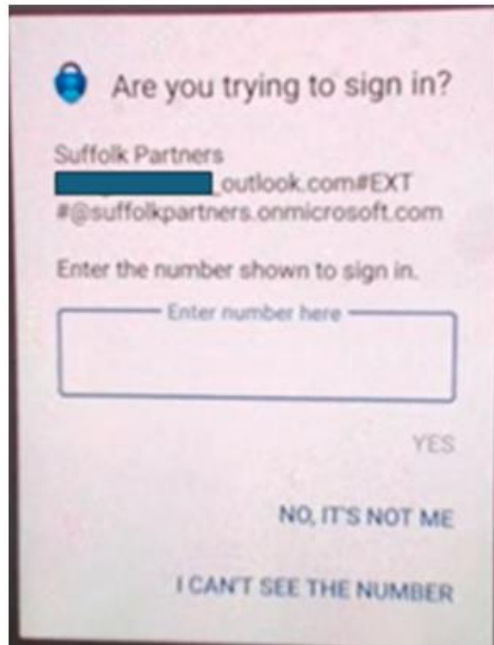 Are you trying to sign in?
Suffolk Partners
_outlook.com#EXT
#@suffolkpartners.onmicrosoft.com
Enter the number shown to sign in.
Enter number here
YES
NO, IT'S NOT ME
I CAN'T SEE THE NUMBER